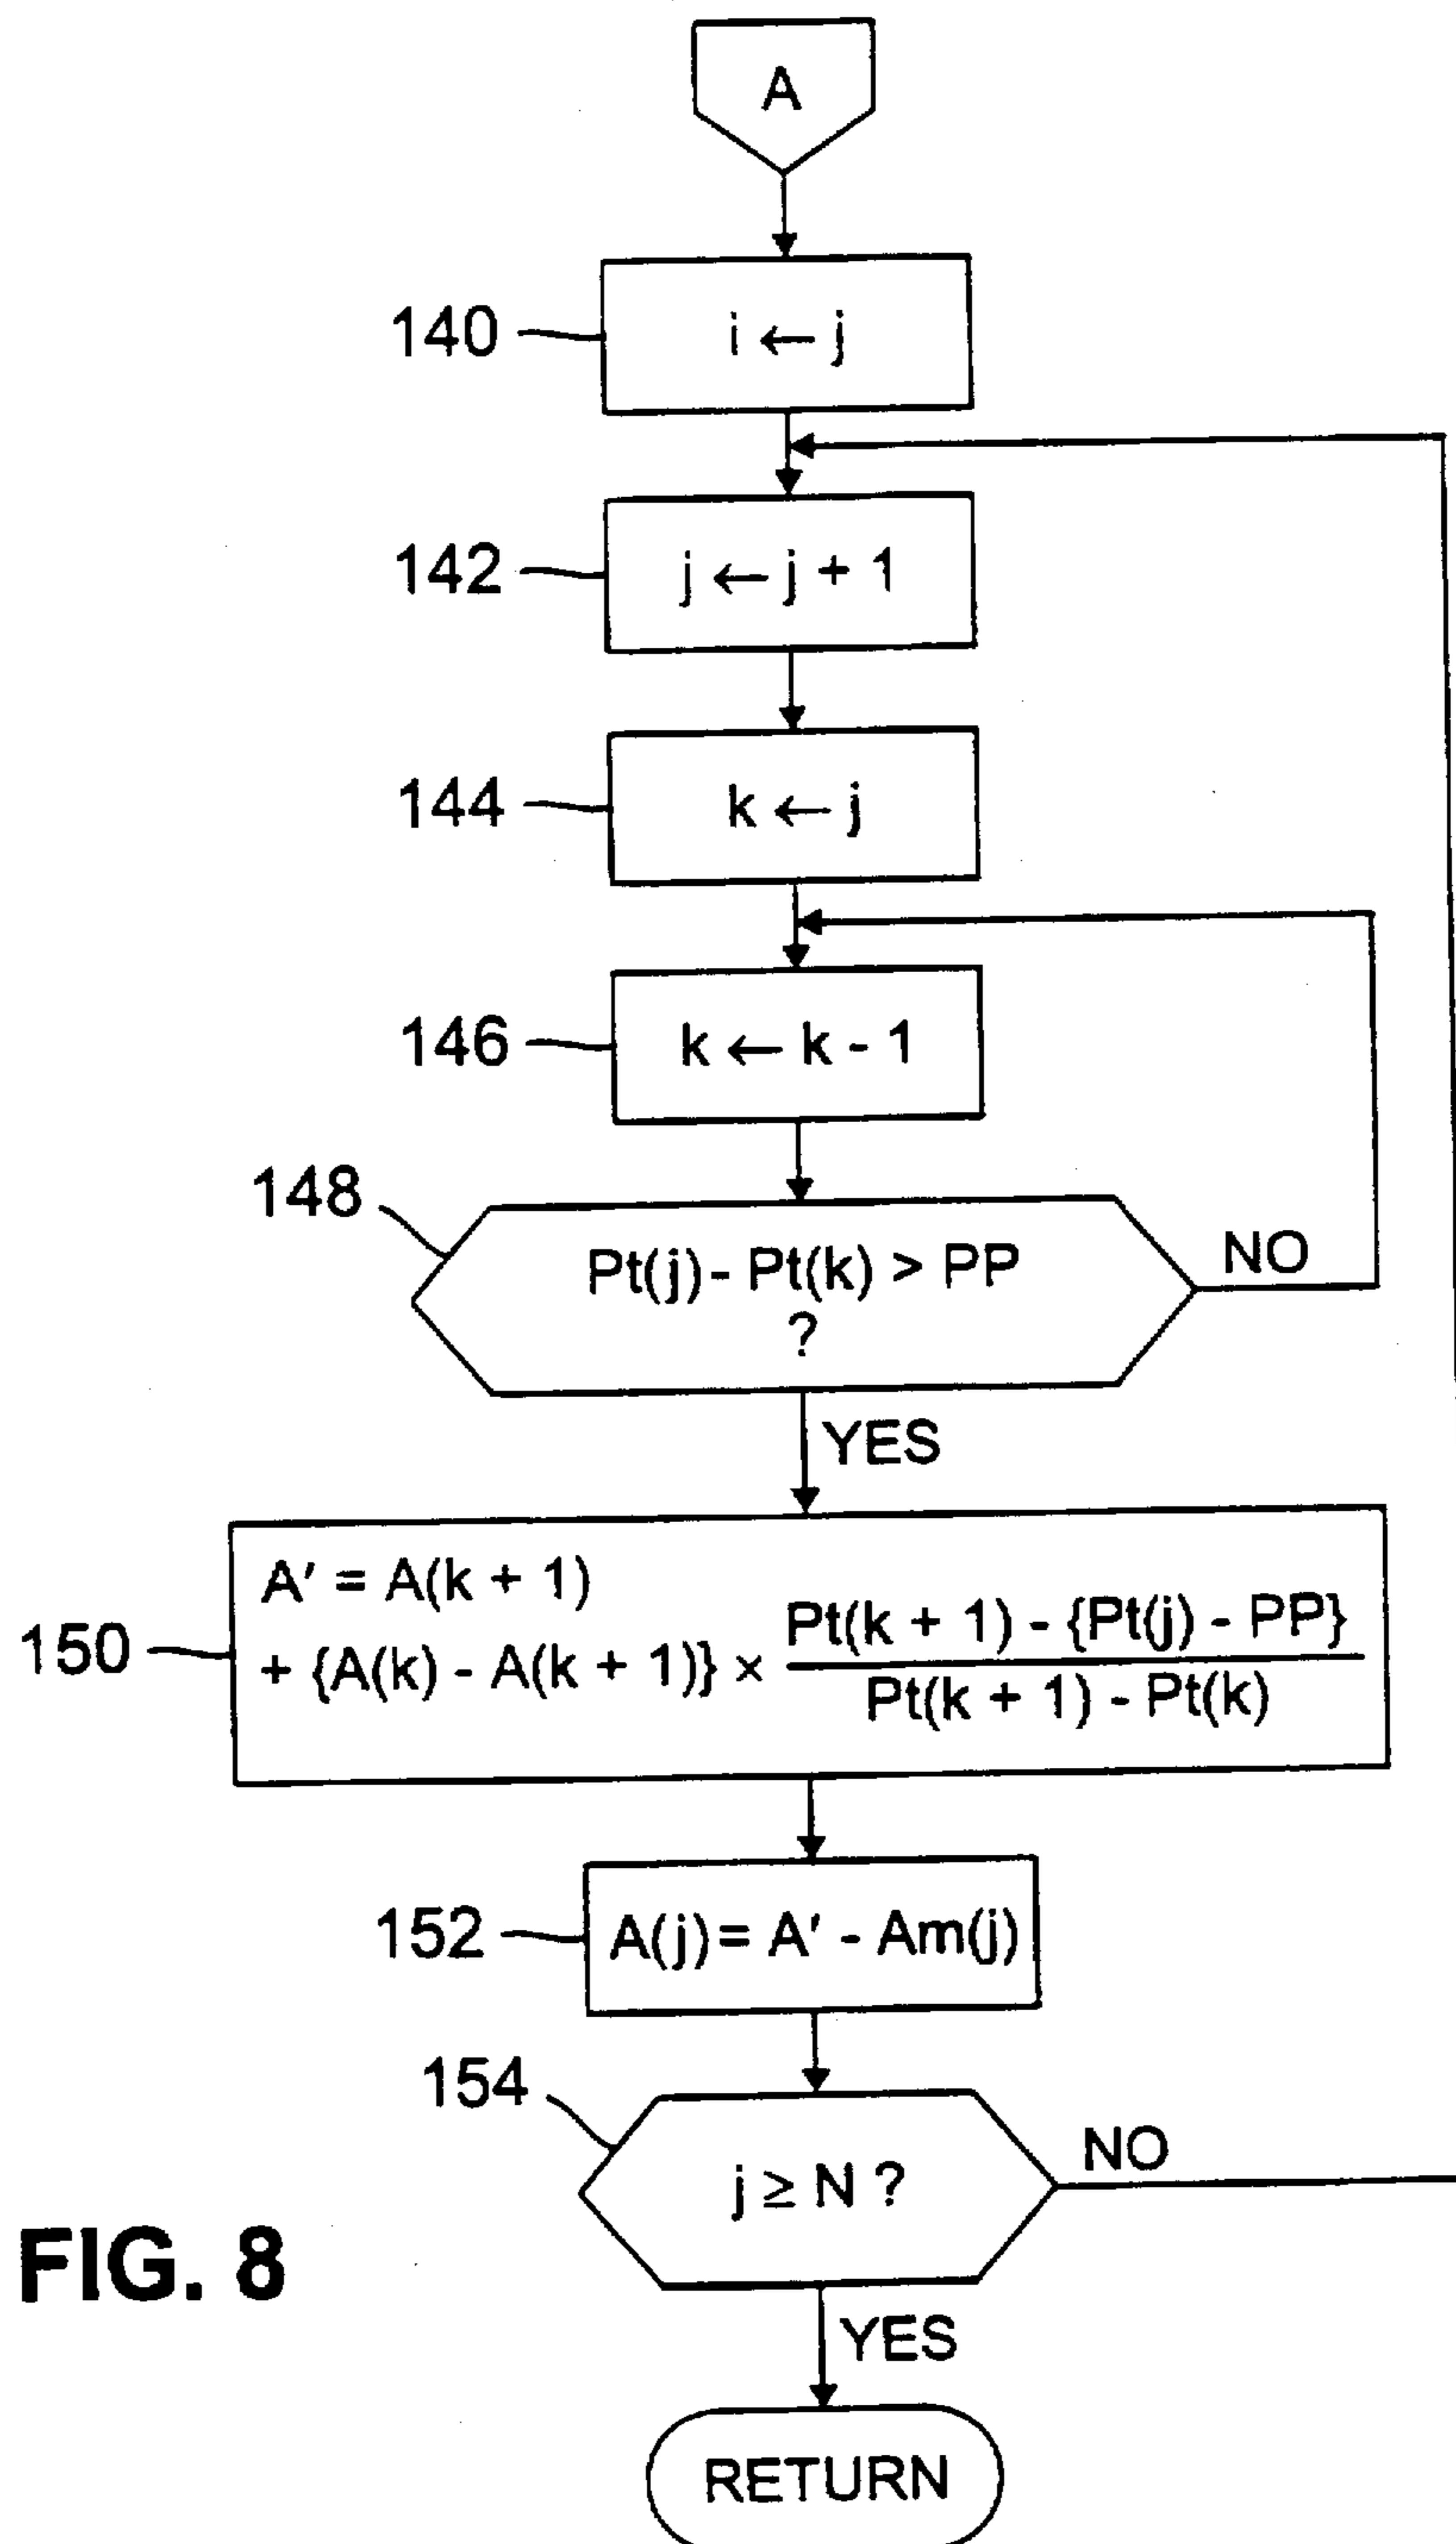 A
140
i ← j
142
j ← j + 1
144
k ← j
146
k ← k - 1
148
Pt(j) - Pt(k) > PP
?
NO
YES
150
A′ = A(k + 1)
+ {A(k) - A(k + 1)} × Pt(k + 1) - {Pt(j) - PP}
Pt(k + 1) - Pt(k)
152
A(j) = A′ - Am(j)
154
j ≥ N ?
NO
YES
RETURN
FIG. 8